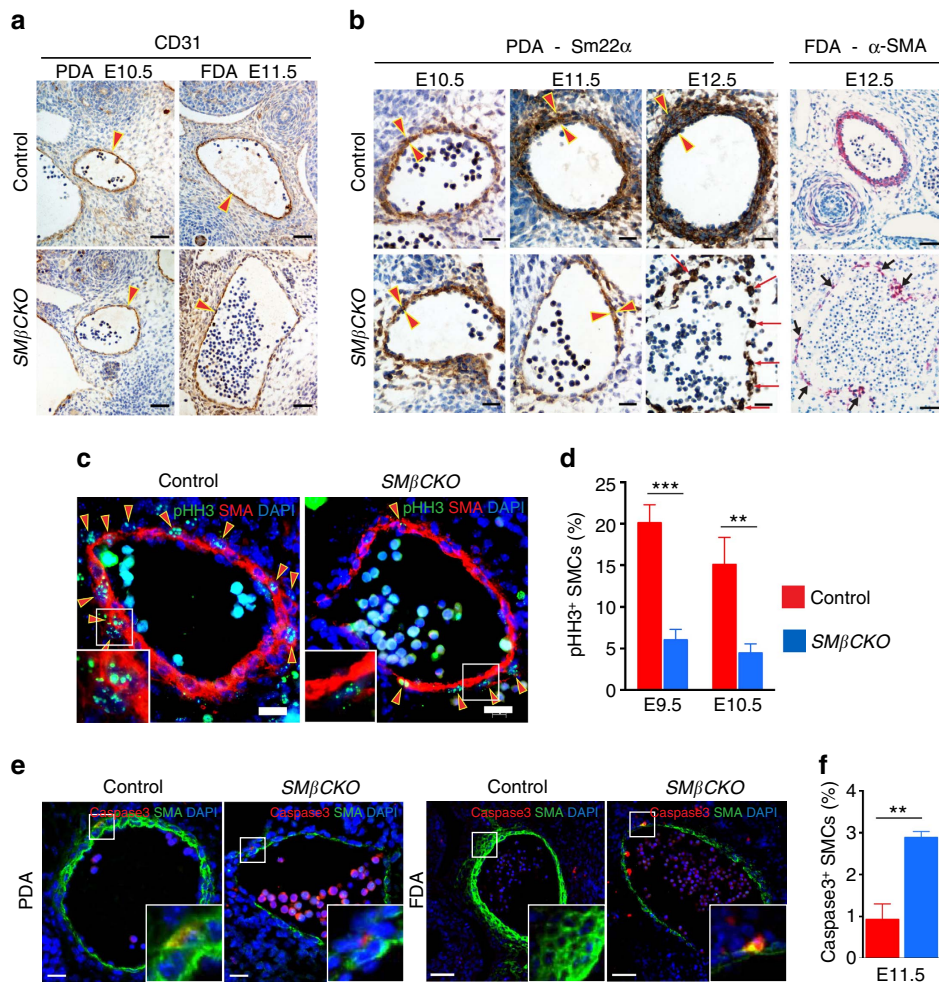 a
CD31
PDA E10.5 FDA E11.5
Control
SMβCKO
b
PDA - Sm22α
FDA - α-SMA
E10.5 E11.5 E12.5 E12.5
Control
SMβCKO
c
Control SMβCKO
pHH3 SMA DAPI pHH3 SMA DAPI
d
pHH3+ SMCs (%)
25
20
15
10
5
0
***
**
E9.5 E10.5
Control
SMβCKO
e
Control SMβCKO Control SMβCKO
Caspase3 SMA DAPI Caspase3 SMA DAPI Caspase3 SMA DAPI Caspase3 SMA DAPI
PDA
FDA
f
Caspase3+ SMCs (%)
4
3
2
1
0
**
E11.5